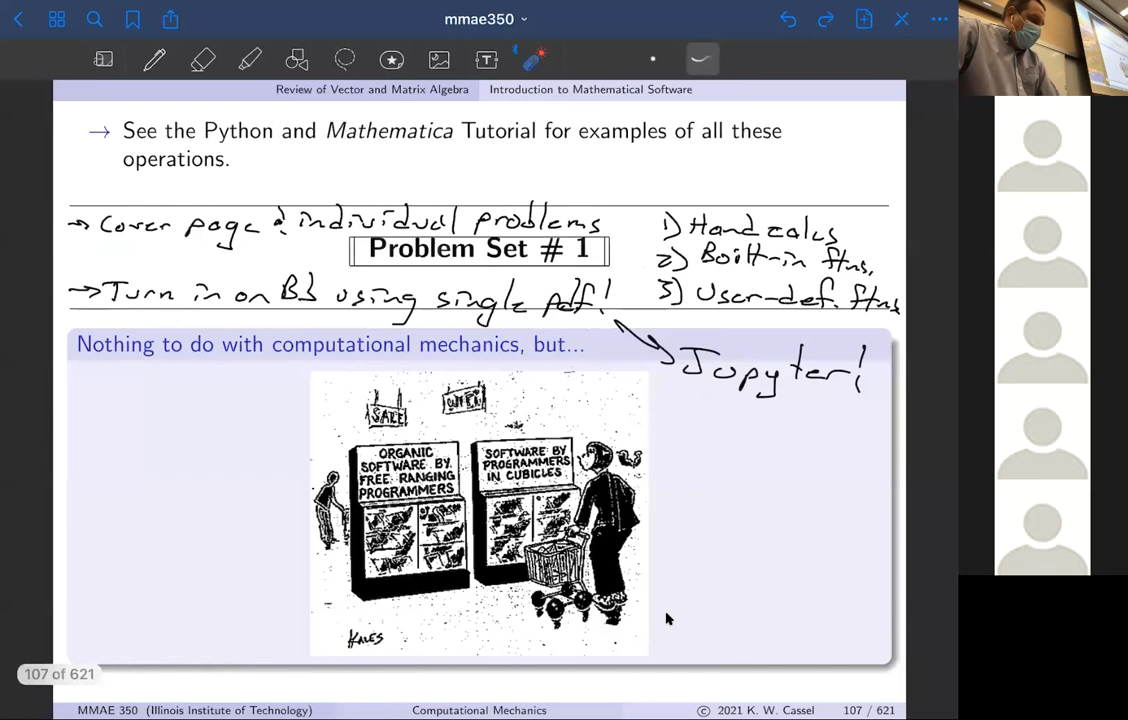 mmae350
Review of Vector and Matrix Algebra Introduction to Mathematical Software
→ See the Python and Mathematica Tutorial for examples of all these
operations.
→ Cover page & individual problems
Problem Set # 1
→ Turn in on Bb using single pdf!
1) Hand calcs
2) Built-in ftns.
3) User-def. ftns
Jupyter!
Nothing to do with computational mechanics, but...
SALE
ORGANIC
SOFTWARE BY
FREE RANGING
PROGRAMMERS
SOFTWARE BY
PROGRAMMERS
IN CUBICLES
KALES
107 of 621
MMAE 350 (Illinois Institute of Technology) Computational Mechanics © 2021 K. W. Cassel 107 / 621